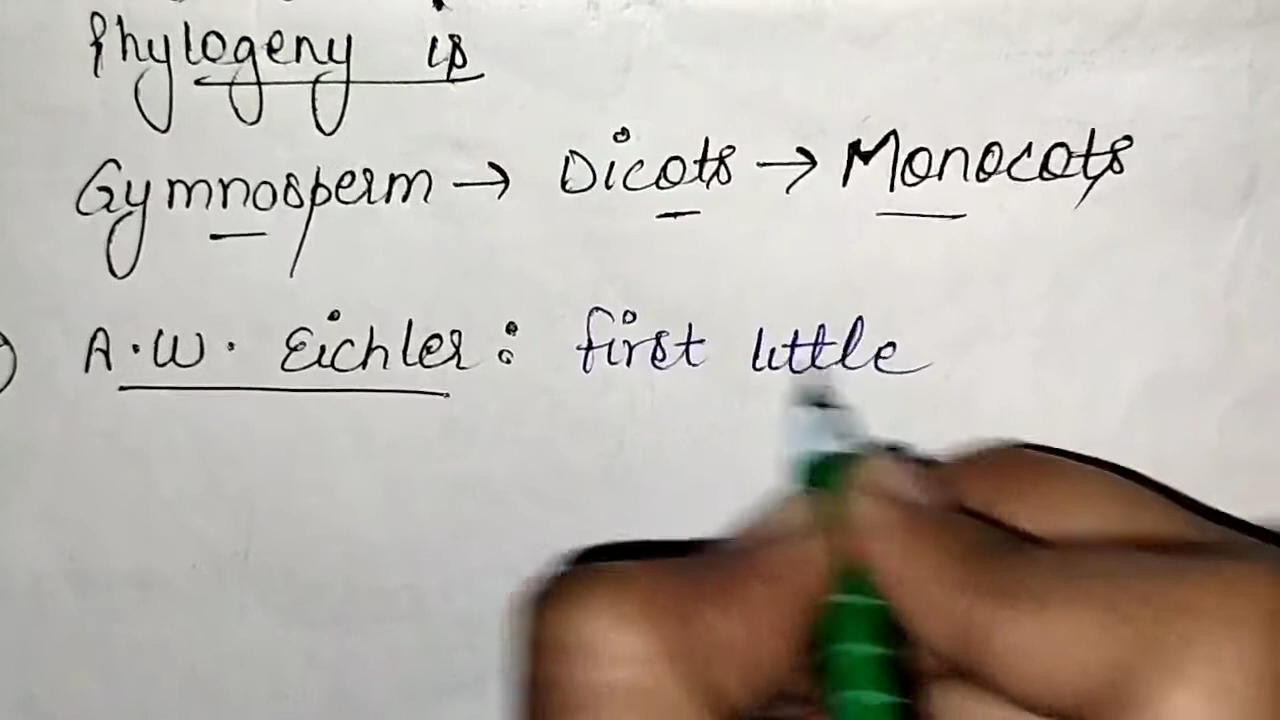 Phylogeny is
Gymnosperm → Dicots → Monocots
) A.W. Eichler : first little